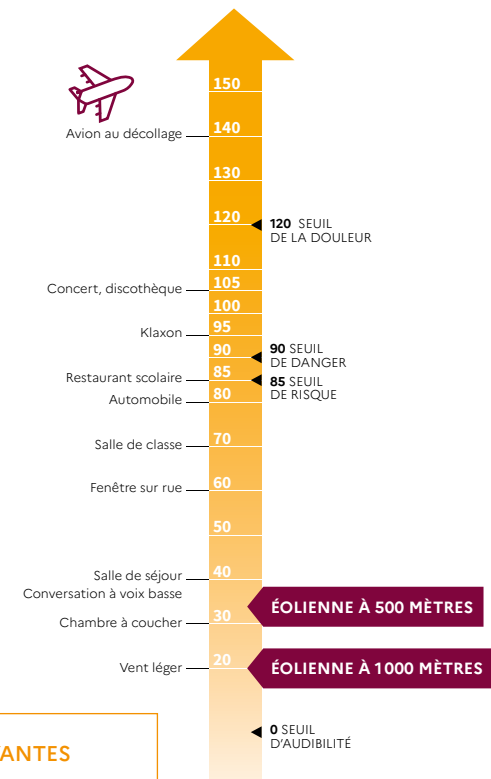 150
Avion au décollage
140
130
120
120 SEUIL
DE LA DOULEUR
110
Concert, discothèque
105
100
Klaxon
95
90
90 SEUIL
DE DANGER
Restaurant scolaire
85
85 SEUIL
DE RISQUE
Automobile
80
Salle de classe
70
Fenêtre sur rue
60
50
Salle de séjour
Conversation à voix basse
40
ÉOLIENNE À 500 MÈTRES
Chambre à coucher
30
Vent léger
20
ÉOLIENNE À 1000 MÈTRES
0 SEUIL
D'AUDIBILITÉ